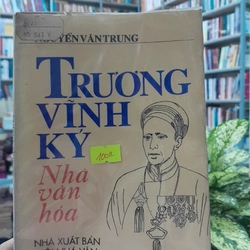 NGUYỄN VĂN TRUNG
TRƯƠNG
VĨNH
KÝ
Nhà văn
hóa
NHÀ XUẤT BẢN